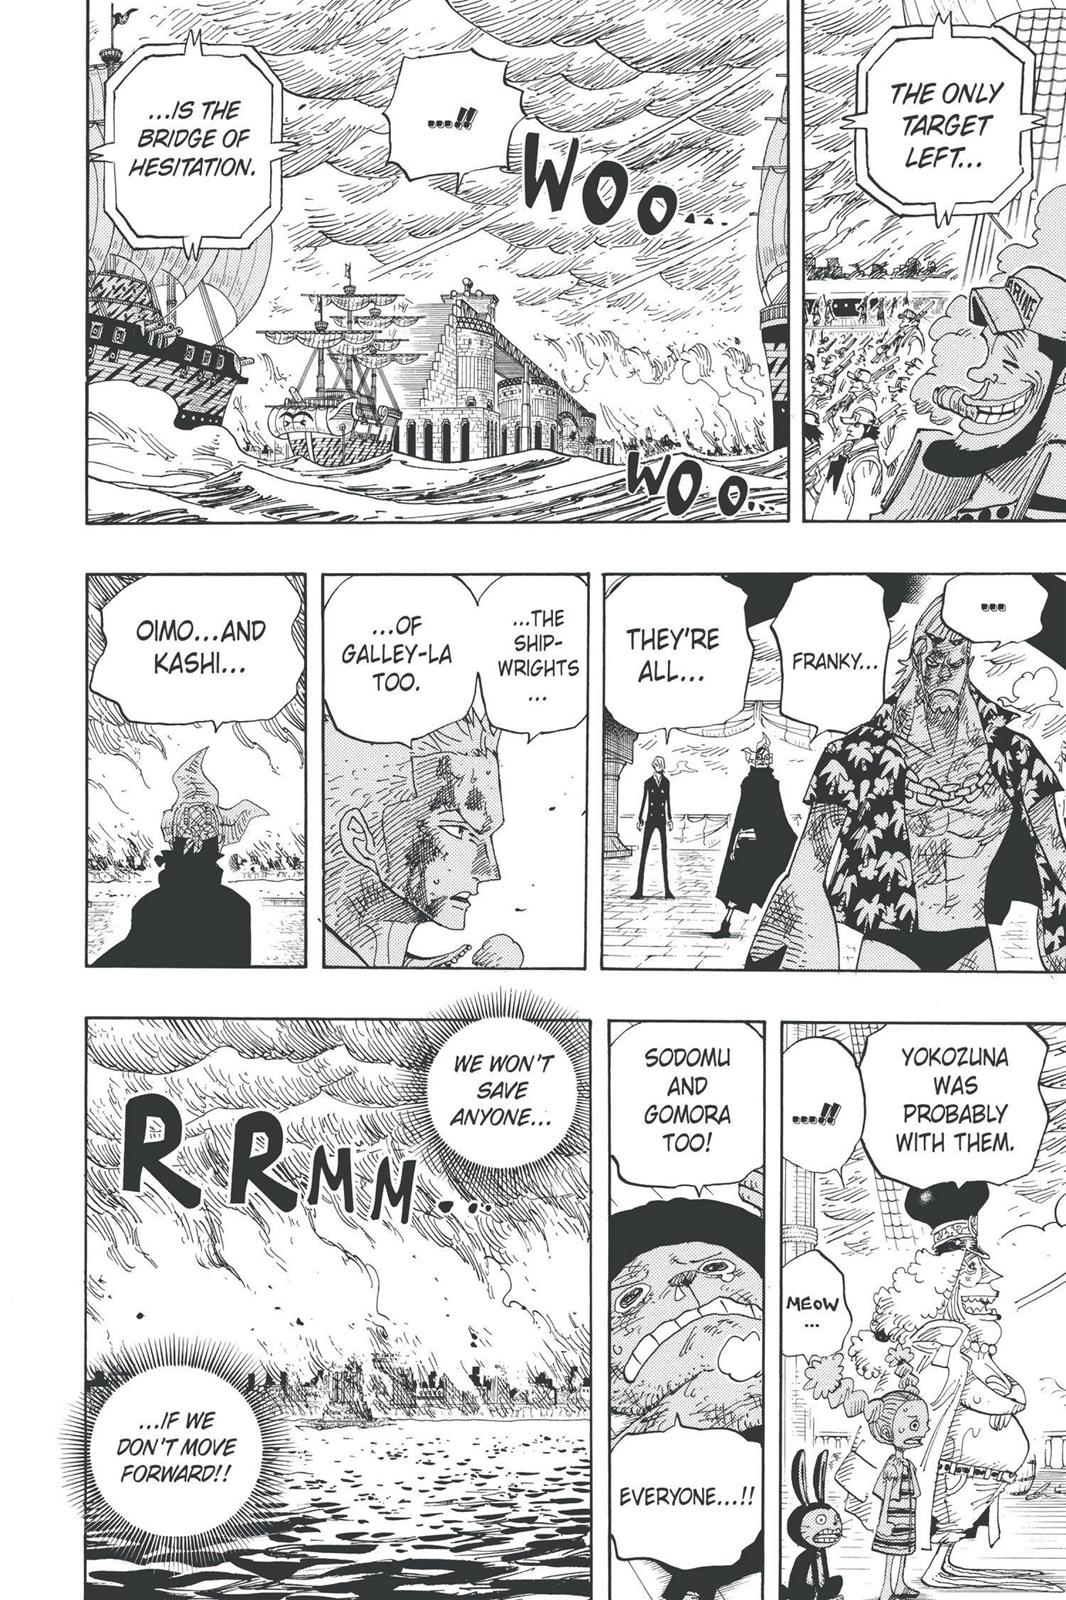 THE ONLY
TARGET
LEFT...
MARINE
...!!
WOO...
...IS THE
BRIDGE OF
HESITATION.
WOO...
...
FRANKY...
THEY'RE
ALL...
...THE
SHIP-
WRIGHTS
...
...OF
GALLEY-LA
TOO.
OIMO...AND
KASHI...
YOKOZUNA
WAS
PROBABLY
WITH THEM.
...!!
MEOW
...
SODOMU
AND
GOMORA
TOO!
EVERYONE...!!
WE WON'T
SAVE
ANYONE...
RRMM...
...IF WE
DON'T MOVE
FORWARD!!